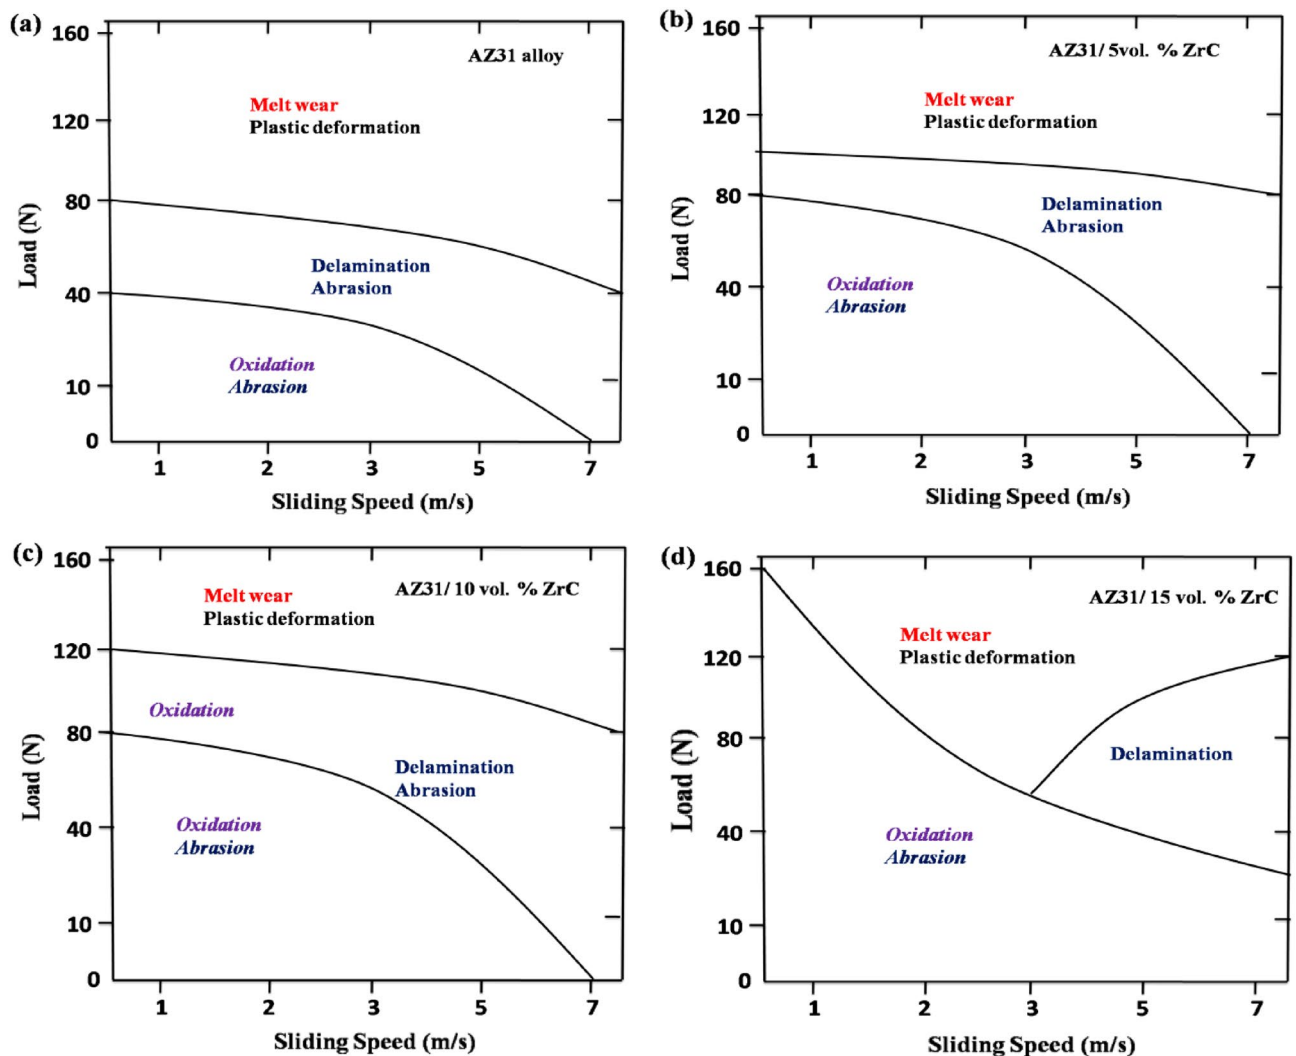 (a)
AZ31 alloy
160
120
80
40
10
0
Load (N)
Melt wear
Plastic deformation
Delamination
Abrasion
Oxidation
Abrasion
1 2 3 5 7
Sliding Speed (m/s)
(b)
AZ31/ 5vol. % ZrC
160
120
80
40
10
0
Load (N)
Melt wear
Plastic deformation
Delamination
Abrasion
Oxidation
Abrasion
1 2 3 5 7
Sliding Speed (m/s)
(c)
AZ31/ 10 vol. % ZrC
160
120
80
40
10
0
Load (N)
Melt wear
Plastic deformation
Oxidation
Delamination
Abrasion
Oxidation
Abrasion
1 2 3 5 7
Sliding Speed (m/s)
(d)
AZ31/ 15 vol. % ZrC
160
120
80
40
10
0
Load (N)
Melt wear
Plastic deformation
Delamination
Oxidation
Abrasion
1 2 3 5 7
Sliding Speed (m/s)